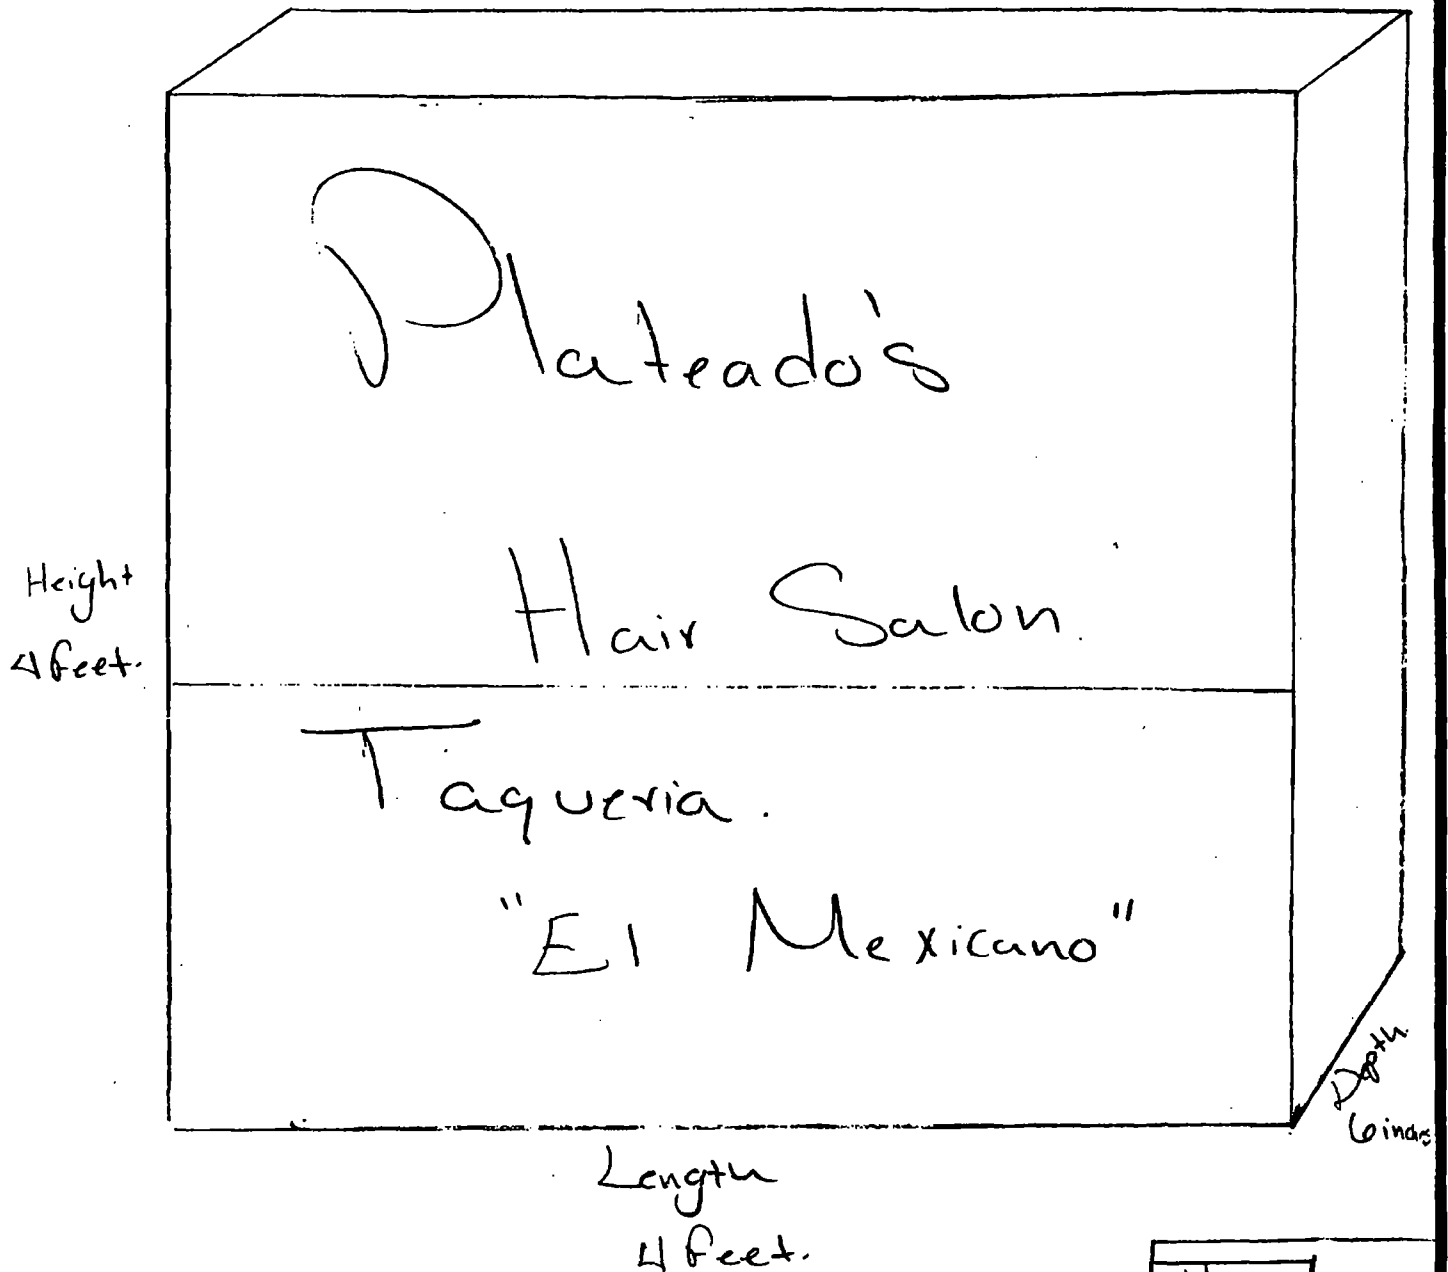 Plateado's
Hair Salon
Height
4 feet.
Taqueria.
"El Mexicano"
Depth
6 inches
Length
4 feet.